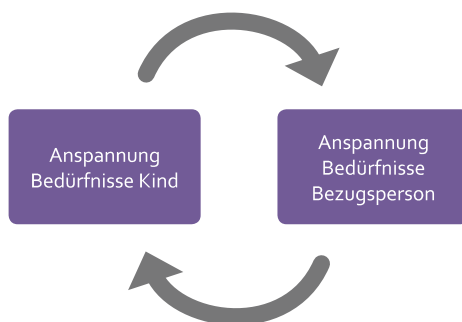 Anspannung
Bedürfnisse Kind
Anspannung
Bedürfnisse
Bezugsperson